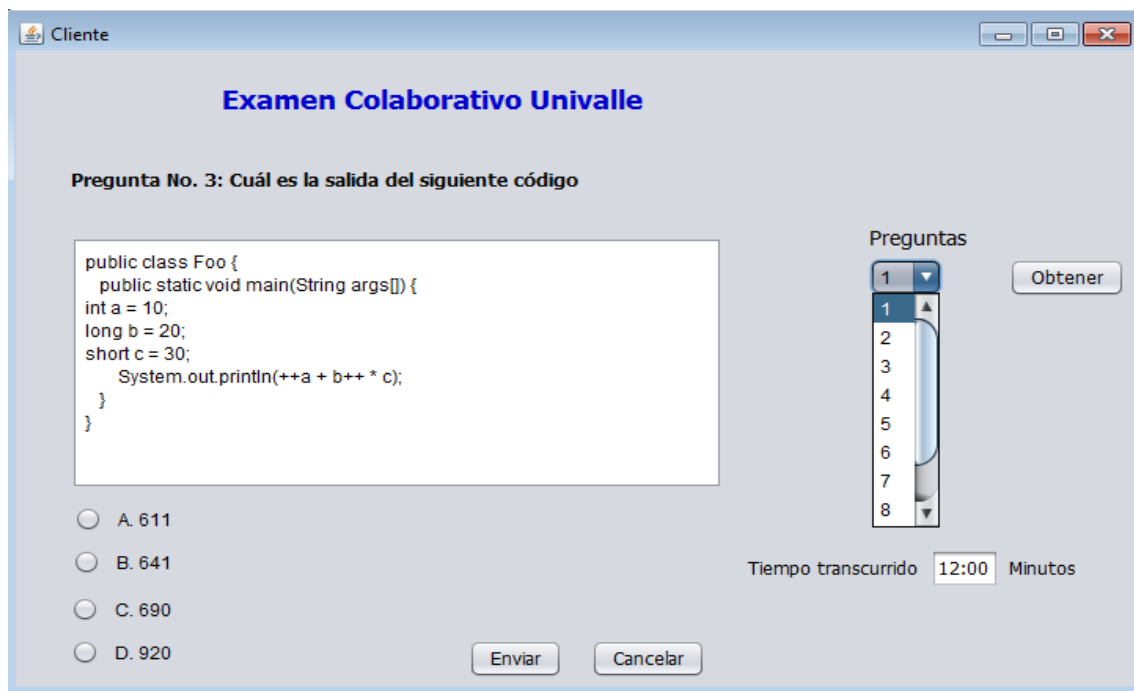 Cliente
Examen Colaborativo Univalle
Pregunta No. 3: Cuál es la salida del siguiente código
public class Foo {
public static void main(String args[]) {
int a = 10;
long b = 20;
short c = 30;
System.out.println(++a + b++ * c);
}
}
Preguntas
1
Obtener
1
2
3
4
5
6
7
8
A. 611
B. 641
C. 690
D. 920
Tiempo transcurrido 12:00 Minutos
Enviar Cancelar